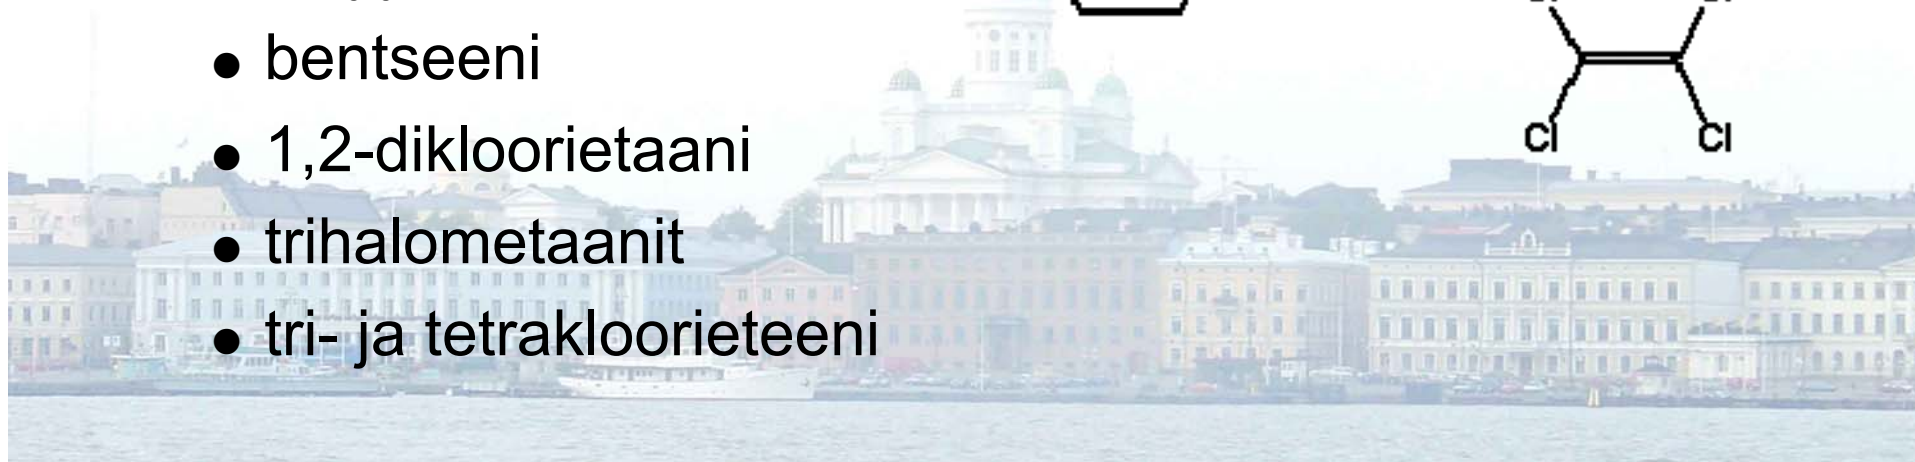 • bentseeni
• 1,2-dikloorietaani
• trihalometaanit
• tri- ja tetrakloorieteeni
Cl Cl